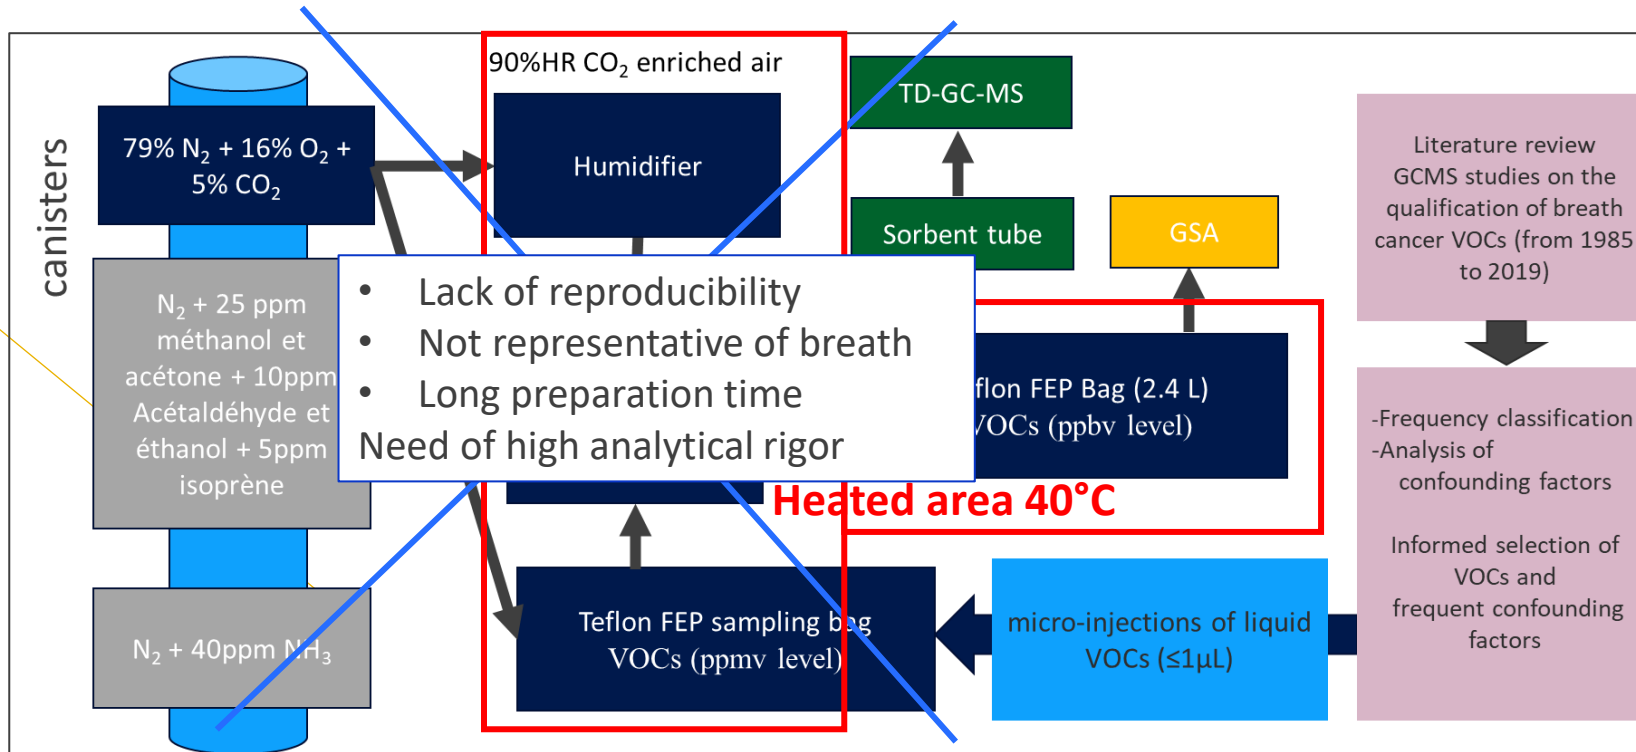 canisters
79% N₂ + 16% O₂ +
5% CO₂
N₂ + 25 ppm
méthanol et
acétone + 10ppm
Acétaldéhyde et
éthanol + 5ppm
isoprène
N₂ + 40ppm NH₃
90%HR CO₂ enriched air
Humidifier
TD-GC-MS
Sorbent tube
GSA
• Lack of reproducibility
• Not representative of breath
• Long preparation time
Need of high analytical rigor
FEP Bag (2.4 L)
VOCs (ppbv level)
Heated area 40°C
Teflon FEP sampling bag
VOCs (ppmv level)
micro-injections of liquid
VOCs (≤1µL)
Literature review
GCMS studies on the
qualification of breath
cancer VOCs (from 1985
to 2019)
-Frequency classification
-Analysis of
confounding factors
Informed selection of
VOCs and
frequent confounding
factors